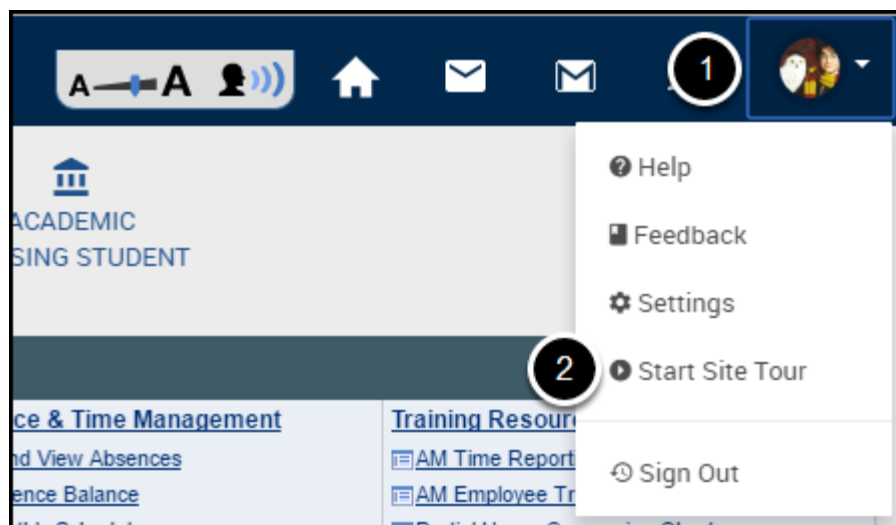 A A
1
ACADEMIC
SING STUDENT
Help
Feedback
Settings
2
Start Site Tour
Sign Out
ce & Time Management
nd View Absences
ence Balance
Training Resour
AM Time Reporti
AM Employee Tr